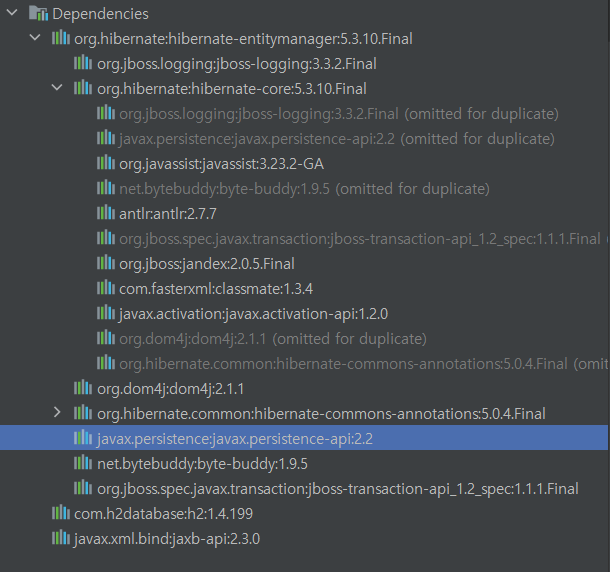 Dependencies
org.hibernate:hibernate-entitymanager:5.3.10.Final
org.jboss.logging:jboss-logging:3.3.2.Final
org.hibernate:hibernate-core:5.3.10.Final
org.jboss.logging:jboss-logging:3.3.2.Final (omitted for duplicate)
javax.persistence:javax.persistence-api:2.2 (omitted for duplicate)
org.javassist:javassist:3.23.2-GA
net.bytebuddy:byte-buddy:1.9.5 (omitted for duplicate)
antlr:antlr:2.7.7
org.jboss.spec.javax.transaction:jboss-transaction-api_1.2_spec:1.1.1.Final (
org.jboss:jandex:2.0.5.Final
com.fasterxml:classmate:1.3.4
javax.activation:javax.activation-api:1.2.0
org.dom4j:dom4j:2.1.1 (omitted for duplicate)
org.hibernate.common:hibernate-commons-annotations:5.0.4.Final (omit
org.dom4j:dom4j:2.1.1
org.hibernate.common:hibernate-commons-annotations:5.0.4.Final
javax.persistence:javax.persistence-api:2.2
net.bytebuddy:byte-buddy:1.9.5
org.jboss.spec.javax.transaction:jboss-transaction-api_1.2_spec:1.1.1.Final
com.h2database:h2:1.4.199
javax.xml.bind:jaxb-api:2.3.0